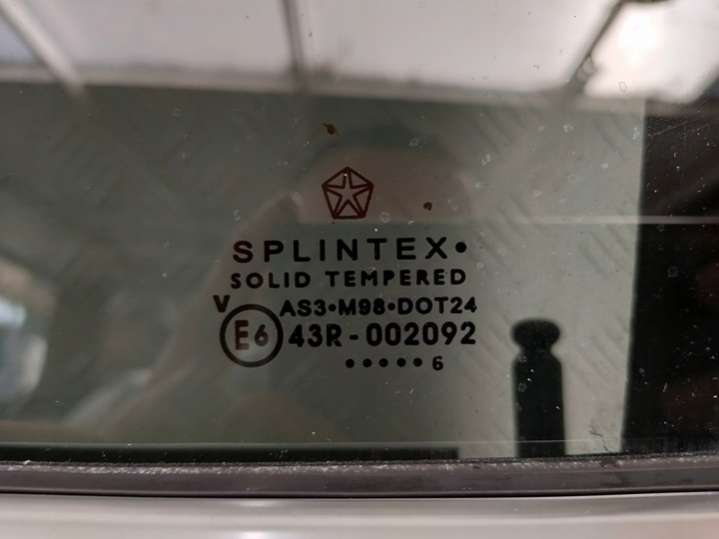 SPLINTEX•
SOLID TEMPERED
V AS3•M98•DOT24
E6 43R-002092
•••••6